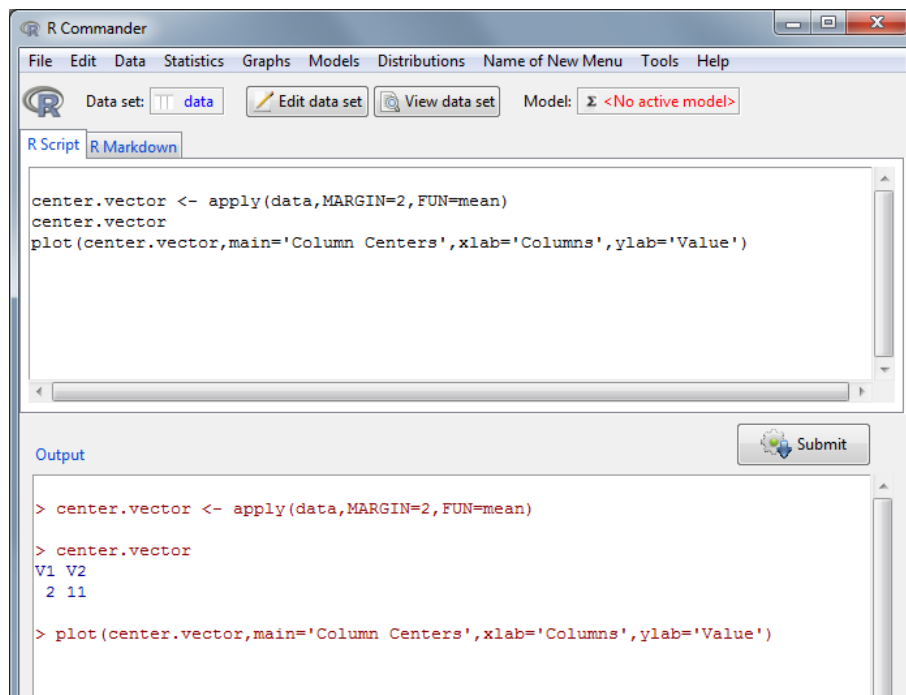 R Commander
File Edit Data Statistics Graphs Models Distributions Name of New Menu Tools Help
R Data set: data Edit data set View data set Model: Σ <No active model>
R Script R Markdown
center.vector <- apply(data,MARGIN=2,FUN=mean)
center.vector
plot(center.vector,main='Column Centers',xlab='Columns',ylab='Value')
Submit
Output
> center.vector <- apply(data,MARGIN=2,FUN=mean)
> center.vector
V1 V2
 2 11
> plot(center.vector,main='Column Centers',xlab='Columns',ylab='Value')